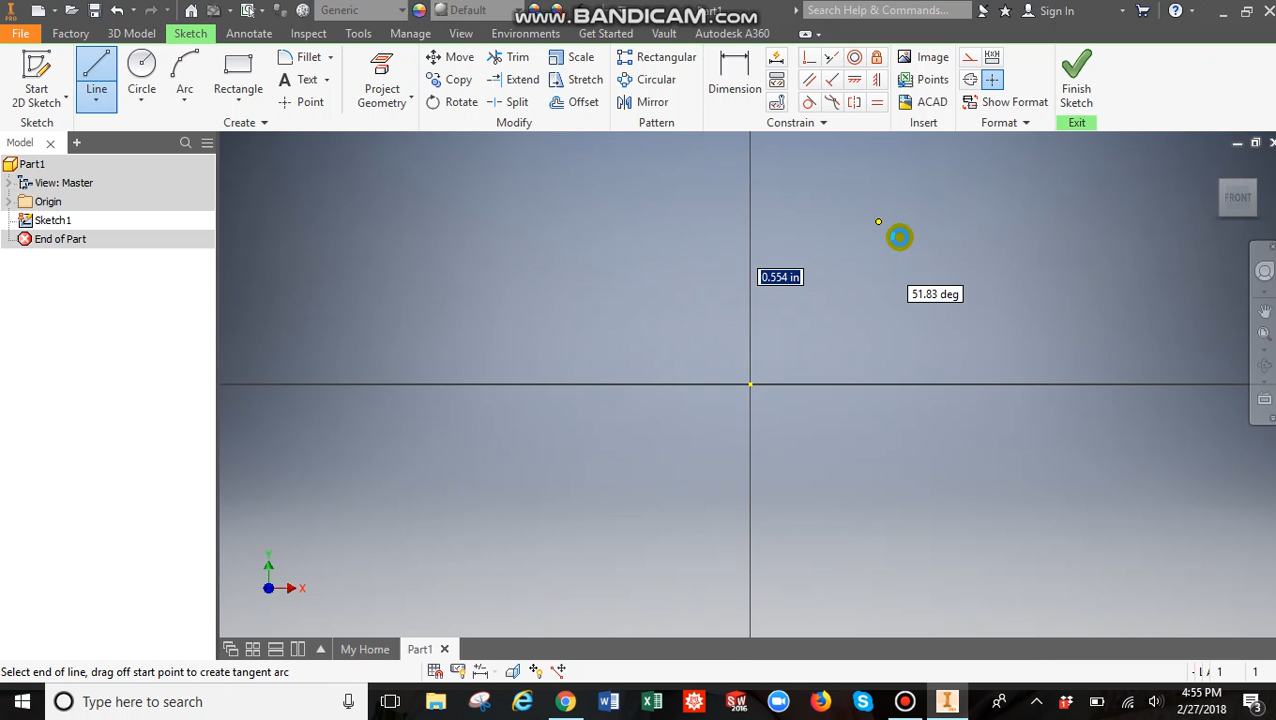 PRO Generic Default www.BANDICAM.com Part1 Search Help & Commands... Sign In
File Factory 3D Model Sketch Annotate Inspect Tools Manage View Environments Get Started Vault Autodesk A360
Start 2D Sketch Line Circle Arc Rectangle Fillet Text Point Project Geometry Move Copy Rotate Trim Extend Split Scale Stretch Offset Rectangular Circular Mirror Dimension Image Points ACAD Show Format Finish Sketch
Sketch Create Modify Pattern Constrain Insert Format Exit
Model
Part1
View: Master
Origin
Sketch1
End of Part
FRONT
0.554 in
51.83 deg
Y
X
My Home Part1
Select end of line, drag off start point to create tangent arc 1 1
Type here to search
4:55 PM
2/27/2018